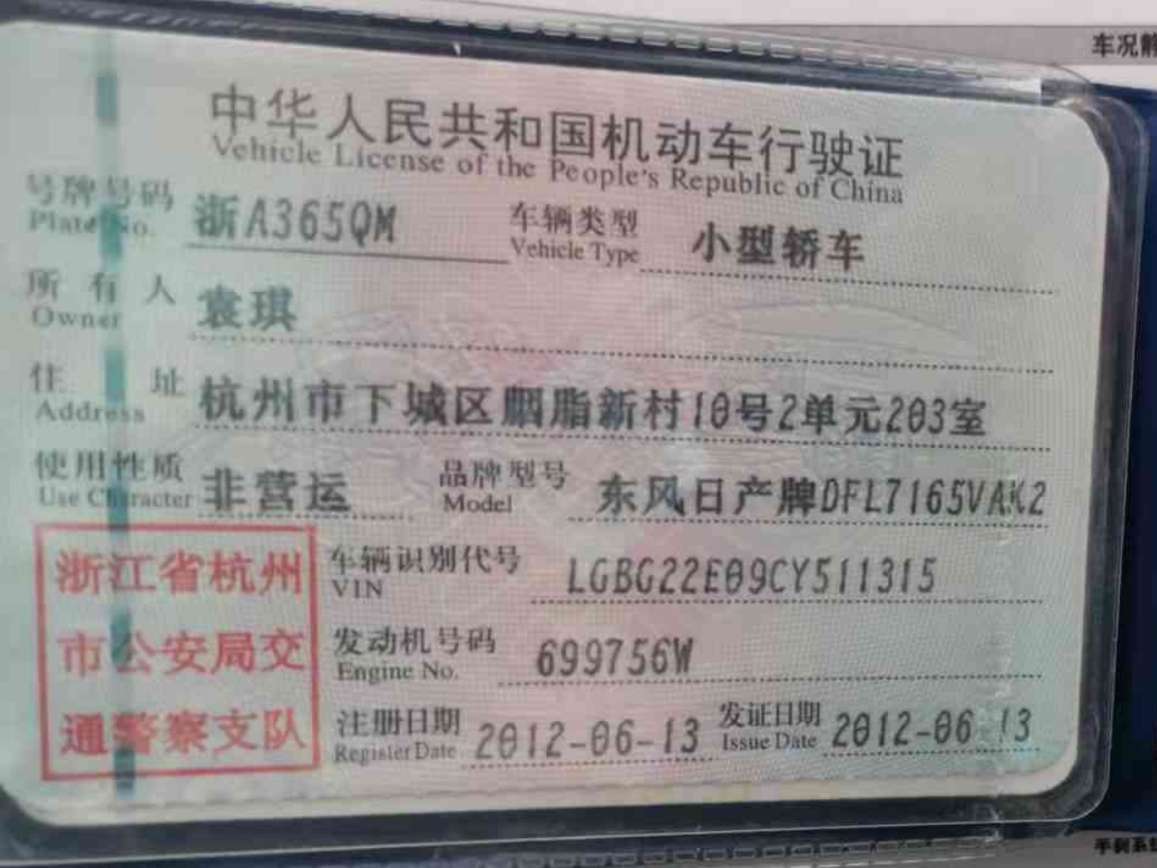 车况静
中华人民共和国机动车行驶证
Vehicle License of the People's Republic of China
号牌号码 浙A365QM 车辆类型 小型轿车
Plate No. Vehicle Type
所有人 袁琪
Owner
住址 杭州市下城区胭脂新村10号2单元203室
Address
使用性质 非营运 品牌型号 东风日产牌DFL7165VAK2
Use Character Model
浙江省杭州
市公安局交
通警察支队
车辆识别代号 LGBG22E09CY511315
VIN
发动机号码 699756W
Engine No.
注册日期 2012-06-13 发证日期 2012-06-13
Register Date Issue Date